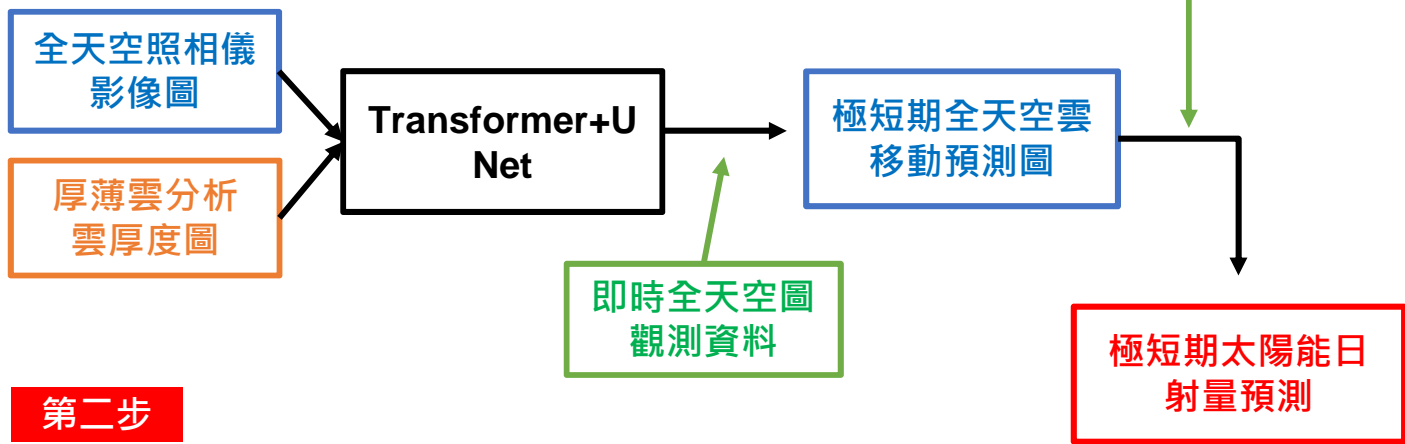 全天空照相儀
影像圖
厚薄雲分析
雲厚度圖
Transformer+U
Net
即時全天空圖
觀測資料
極短期全天空雲
移動預測圖
極短期太陽能日
射量預測
第二步